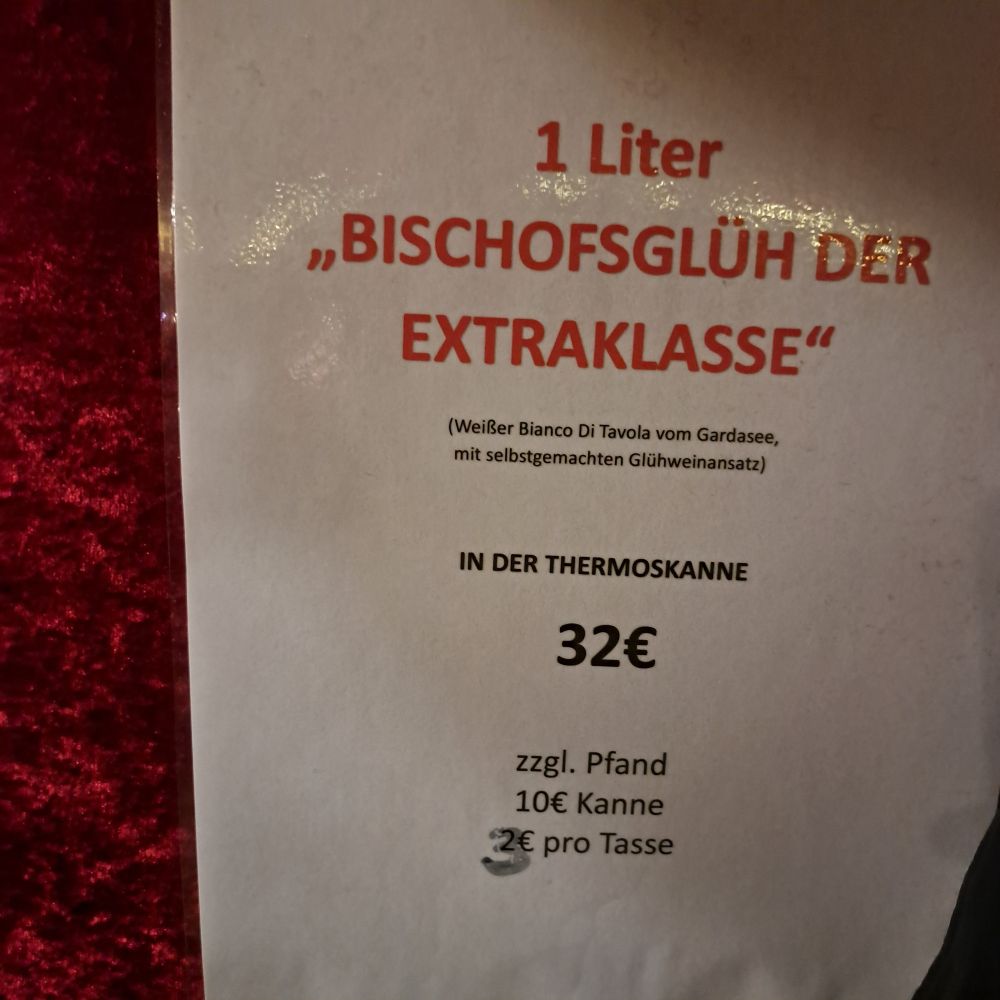 1 Liter
„BISCHOFSGLÜH DER
EXTRAKLASSE“
(Weißer Bianco Di Tavola vom Gardasee,
mit selbstgemachten Glühweinansatz)
IN DER THERMOSKANNE
32€
zzgl. Pfand
10€ Kanne
3€ pro Tasse